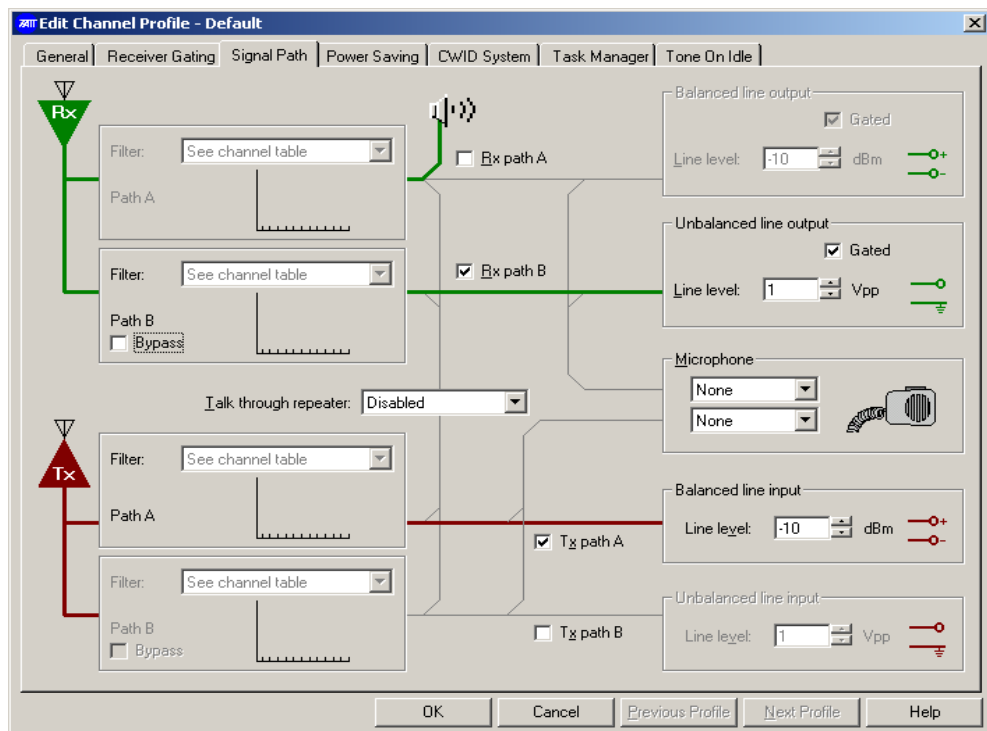 TAIT Edit Channel Profile - Default
General Receiver Gating Signal Path Power Saving CWID System Task Manager Tone On Idle
Rx
Filter: See channel table
Path A
Rx path A
Balanced line output
Gated
Line level: -10 dBm
Filter: See channel table
Path B
Bypass
Rx path B
Unbalanced line output
Gated
Line level: 1 Vpp
Talk through repeater: Disabled
Microphone
None
None
Tx
Filter: See channel table
Path A
Tx path A
Balanced line input
Line level: -10 dBm
Filter: See channel table
Path B
Bypass
Tx path B
Unbalanced line input
Line level: 1 Vpp
OK Cancel Previous Profile Next Profile Help